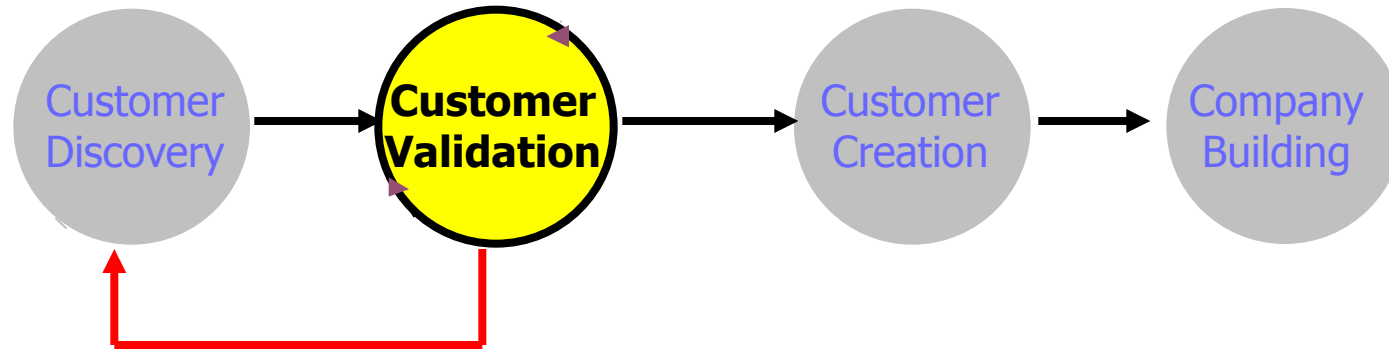 Customer
Discovery
Customer
Validation
Customer
Creation
Company
Building